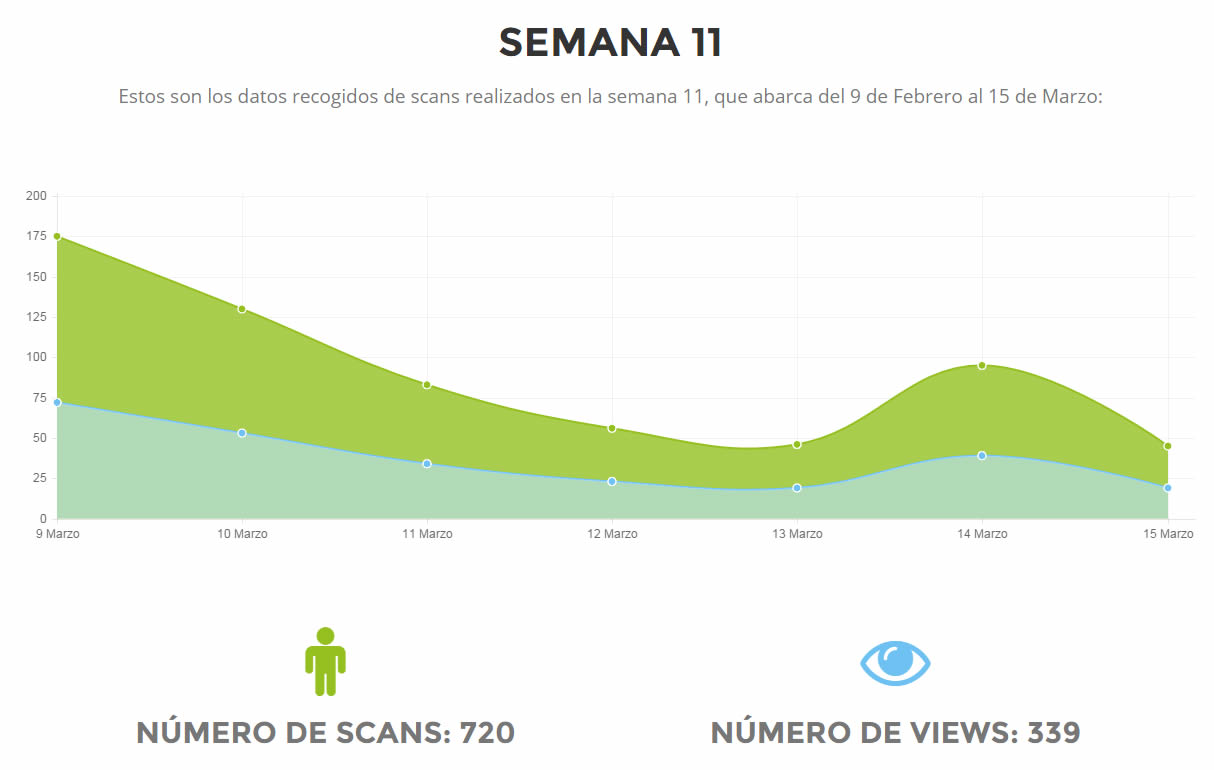 SEMANA 11
Estos son los datos recogidos de scans realizados en la semana 11, que abarca del 9 de Febrero al 15 de Marzo:
200
175
150
125
100
75
50
25
0
9 Marzo 10 Marzo 11 Marzo 12 Marzo 13 Marzo 14 Marzo 15 Marzo
NÚMERO DE SCANS: 720 NÚMERO DE VIEWS: 339